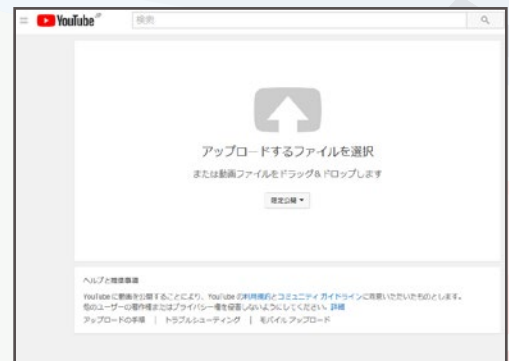 YouTube JP
検索
アップロードするファイルを選択
または動画ファイルをドラッグ&ドロップします
限定公開
ヘルプと推奨事項
YouTube に動画を公開することにより、YouTube の利用規約とコミュニティ ガイドラインに同意いただいたものとします。
他のユーザーの著作権またはプライバシー権を侵害しないようにしてください。詳細
アップロードの手順 | トラブルシューティング | モバイル アップロード